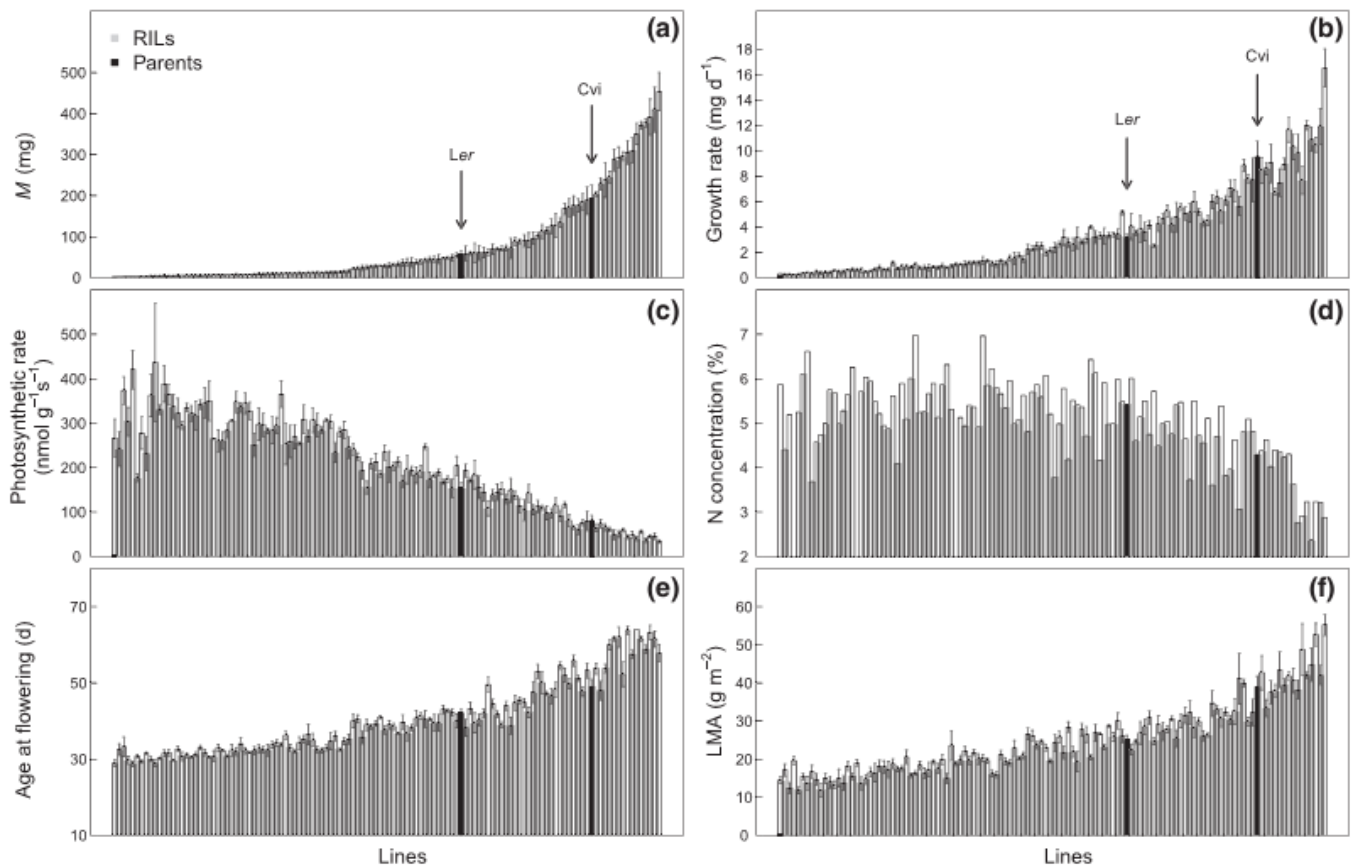 (a)
RILs
Parents
500
400
300
200
100
0
M (mg)
Ler
Cvi
(b)
18
16
14
12
10
8
6
4
2
0
Growth rate (mg d⁻¹)
Ler
Cvi
(c)
500
400
300
200
100
0
Photosynthetic rate
(nmol g⁻¹s⁻¹)
(d)
7
6
5
4
3
2
N concentration (%)
(e)
70
50
30
10
Age at flowering (d)
Lines
(f)
60
50
40
30
20
10
0
LMA (g m⁻²)
Lines